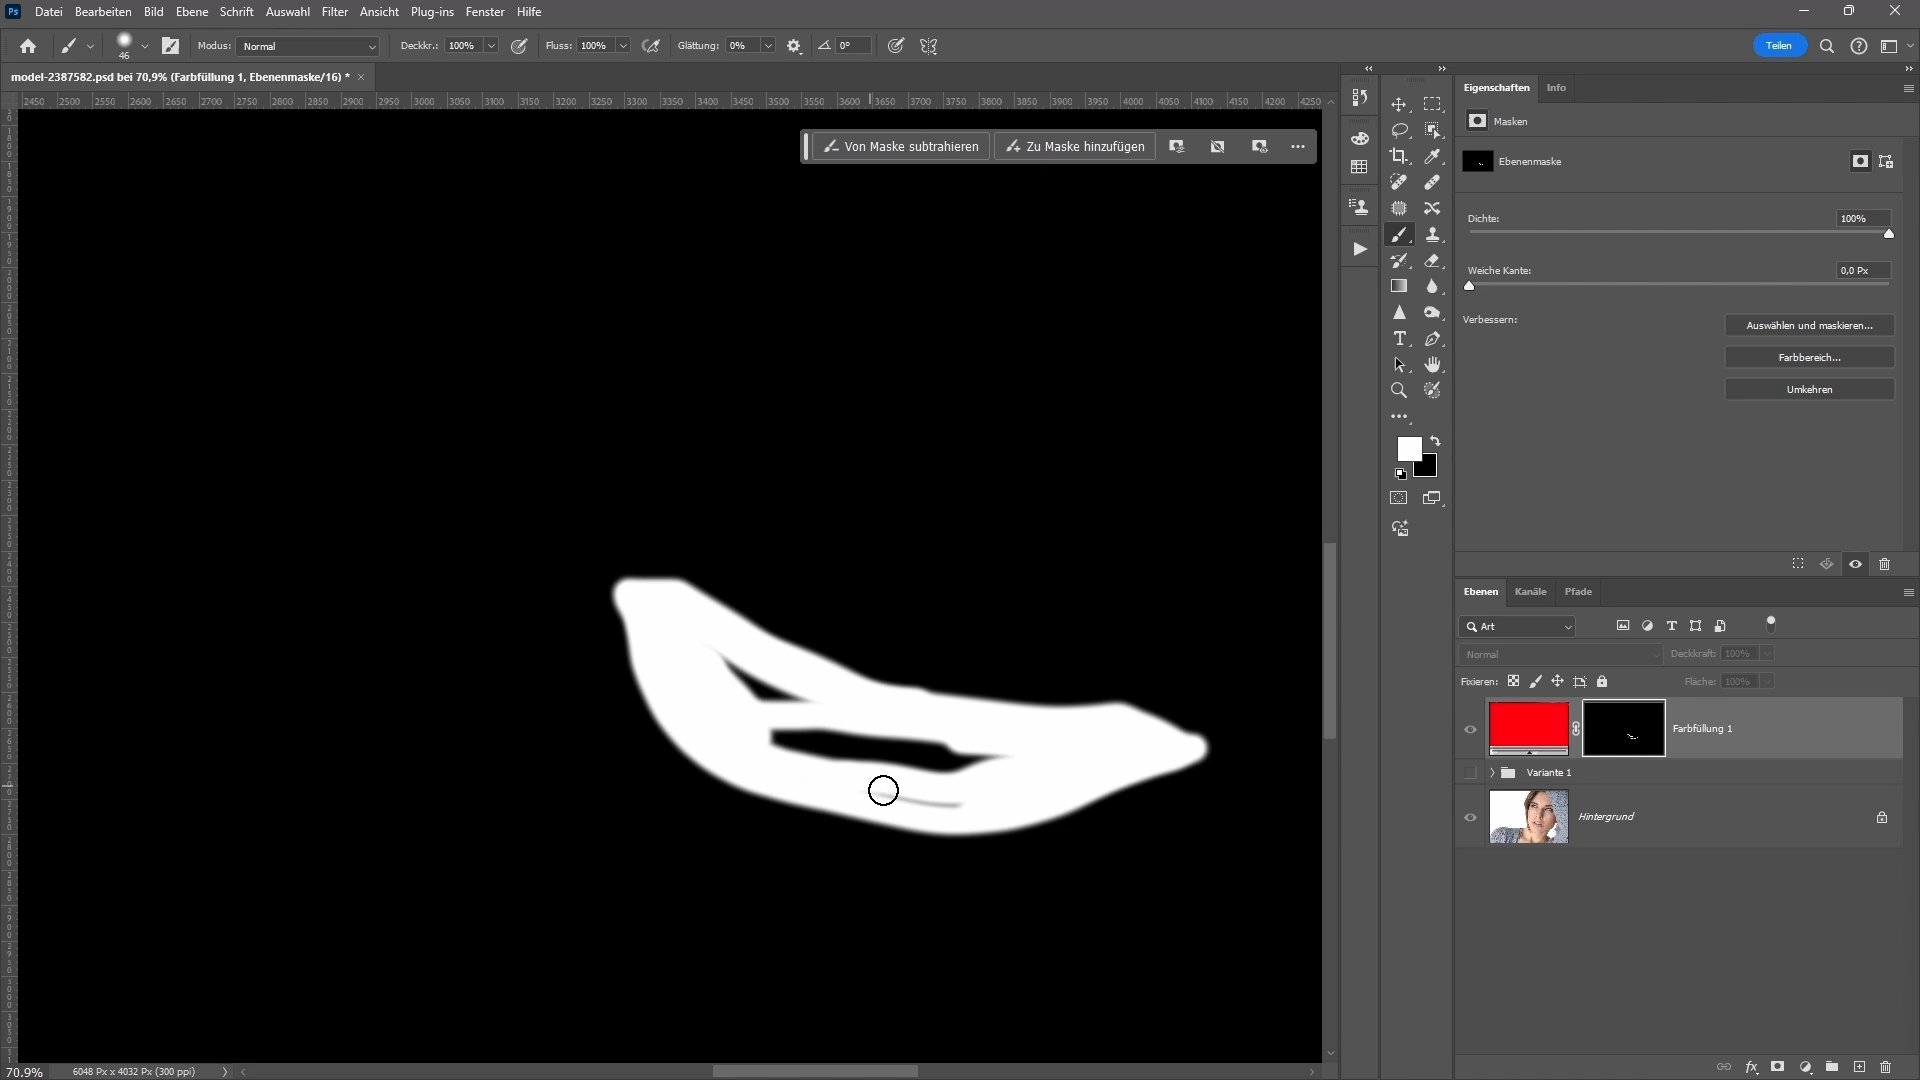 Ps Datei Bearbeiten Bild Ebene Schrift Auswahl Filter Ansicht Plug-ins Fenster Hilfe
46 Modus: Normal Deckkr.: 100% Fluss: 100% Glättung: 0% 0° Teilen
model-2387582.psd bei 70,9% (Farbfüllung 1, Ebenenmaske/16) *
2450 2500 2550 2600 2650 2700 2750 2800 2850 2900 2950 3000 3050 3100 3150 3200 3250 3300 3350 3400 3450 3500 3550 3600 3650 3700 3750 3800 3850 3900 3950 4000 4050 4100 4150 4200 4250
Von Maske subtrahieren Zu Maske hinzufügen
Eigenschaften Info
Masken
Ebenenmaske
Dichte: 100%
Weiche Kante: 0,0 Px
Verbessern: Auswählen und maskieren...
Farbbereich...
Umkehren
Ebenen Kanäle Pfade
Art
Normal Deckkraft: 100%
Fixieren: Fläche: 100%
Farbfüllung 1
Variante 1
Hintergrund
70.9% 6048 Px x 4032 Px (300 ppi)